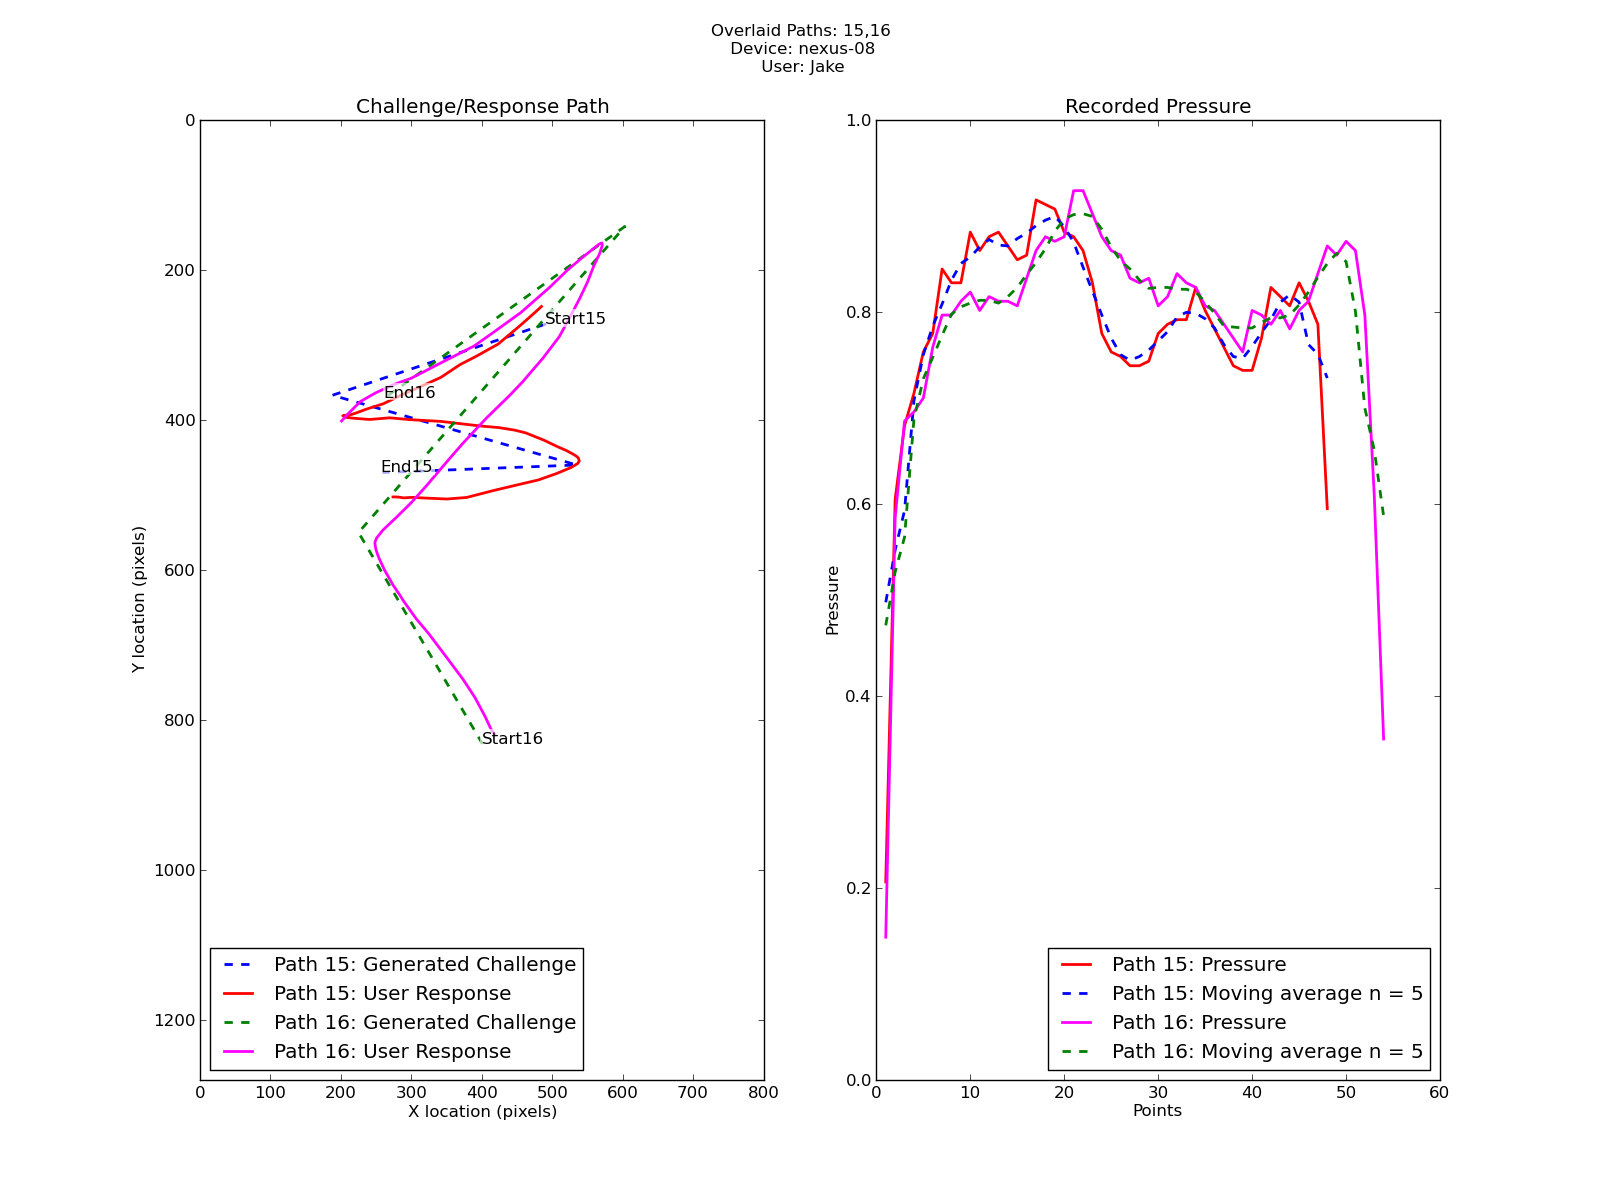 Overlaid Paths: 15,16
Device: nexus-08
User: Jake
Challenge/Response Path
0
200
400
600
800
1000
1200
Y location (pixels)
Start15
End16
End15
Start16
Path 15: Generated Challenge
Path 15: User Response
Path 16: Generated Challenge
Path 16: User Response
0 100 200 300 400 500 600 700 800
X location (pixels)
Recorded Pressure
1.0
0.8
0.6
0.4
0.2
0.0
Pressure
Path 15: Pressure
Path 15: Moving average n = 5
Path 16: Pressure
Path 16: Moving average n = 5
0 10 20 30 40 50 60
Points